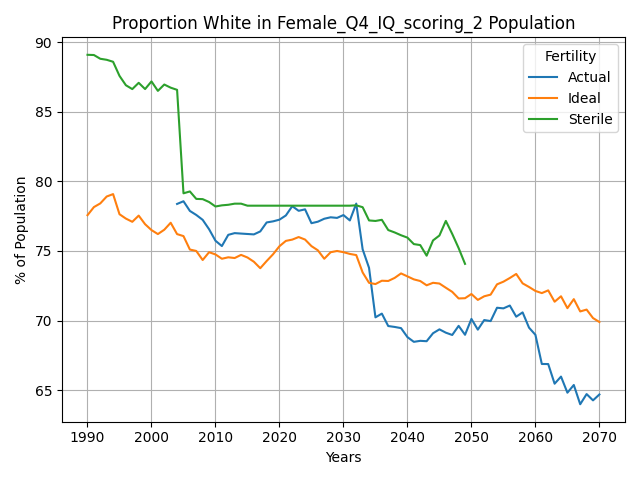 Proportion White in Female_Q4_IQ_scoring_2 Population
90
85
80
75
70
65
% of Population
Fertility
Actual
Ideal
Sterile
1990 2000 2010 2020 2030 2040 2050 2060 2070
Years